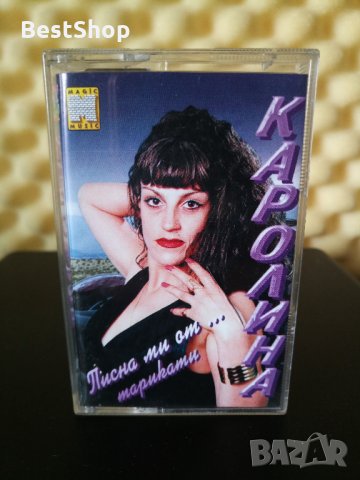 BestShop
MAGIC
MUSIC
КАРОЛИНА
Писна ми от ...
тарикати
BAZAR